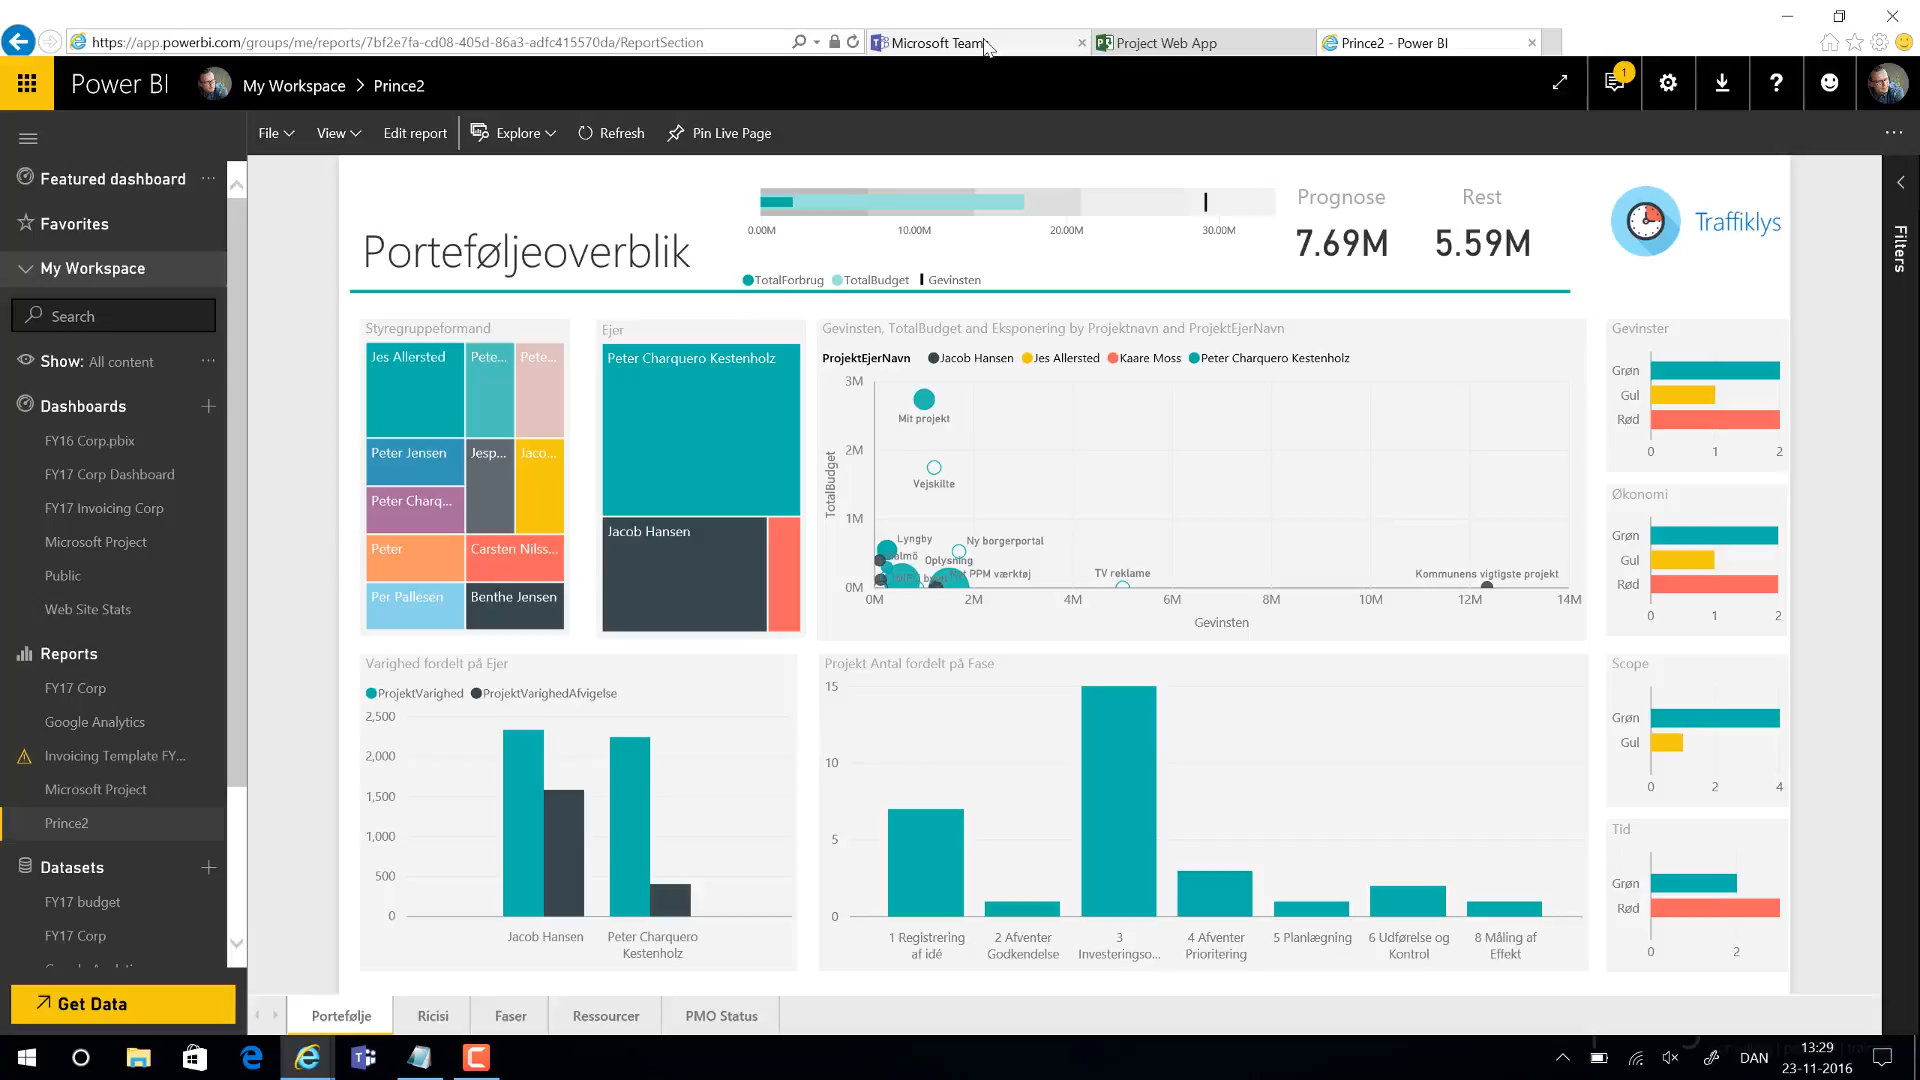 https://app.powerbi.com/groups/me/reports/7bf2e7fa-cd08-405d-86a3-adfc415570da/ReportSection
Microsoft Team
Project Web App
Prince2 - Power BI
Power BI
My Workspace > Prince2
1
File
View
Edit report
Explore
Refresh
Pin Live Page
Featured dashboard
Favorites
My Workspace
Search
Show: All content
Dashboards
FY16 Corp.pbix
FY17 Corp Dashboard
FY17 Invoicing Corp
Microsoft Project
Public
Web Site Stats
Reports
FY17 Corp
Google Analytics
Invoicing Template FY...
Microsoft Project
Prince2
Datasets
FY17 budget
FY17 Corp
Get Data
Porteføljeoverblik
0.00M 10.00M 20.00M 30.00M
TotalForbrug TotalBudget Gevinsten
Prognose
7.69M
Rest
5.59M
Traffiklys
Filters
Styregruppeformand
Jes Allersted
Pete...
Pete...
Peter Jensen
Jesp...
Jaco...
Peter Charq...
Peter
Carsten Nilss...
Per Pallesen
Benthe Jensen
Ejer
Peter Charquero Kestenholz
Jacob Hansen
Gevinsten, TotalBudget and Eksponering by Projektnavn and ProjektEjerNavn
ProjektEjerNavn Jacob Hansen Jes Allersted Kaare Moss Peter Charquero Kestenholz
3M
2M
1M
0M
TotalBudget
Mit projekt
Vejskilte
Lyngby
Ny borgerportal
Oplysning
PPM værktøj
TV reklame
Kommunens vigtigste projekt
0M 2M 4M 6M 8M 10M 12M 14M
Gevinsten
Gevinster
Grøn
Gul
Rød
0 1 2
Økonomi
Grøn
Gul
Rød
0 1 2
Scope
Grøn
Gul
0 2 4
Tid
Grøn
Rød
0 2
Varighed fordelt på Ejer
ProjektVarighed ProjektVarighedAfvigelse
2,500
2,000
1,500
1,000
500
0
Jacob Hansen
Peter Charquero
Kestenholz
Projekt Antal fordelt på Fase
15
10
5
0
1 Registrering
af idé
2 Afventer
Godkendelse
3
Investeringso...
4 Afventer
Prioritering
5 Planlægning
6 Udførelse og
Kontrol
8 Måling af
Effekt
Portefølje
Ricisi
Faser
Ressourcer
PMO Status
DAN
13:29
23-11-2016